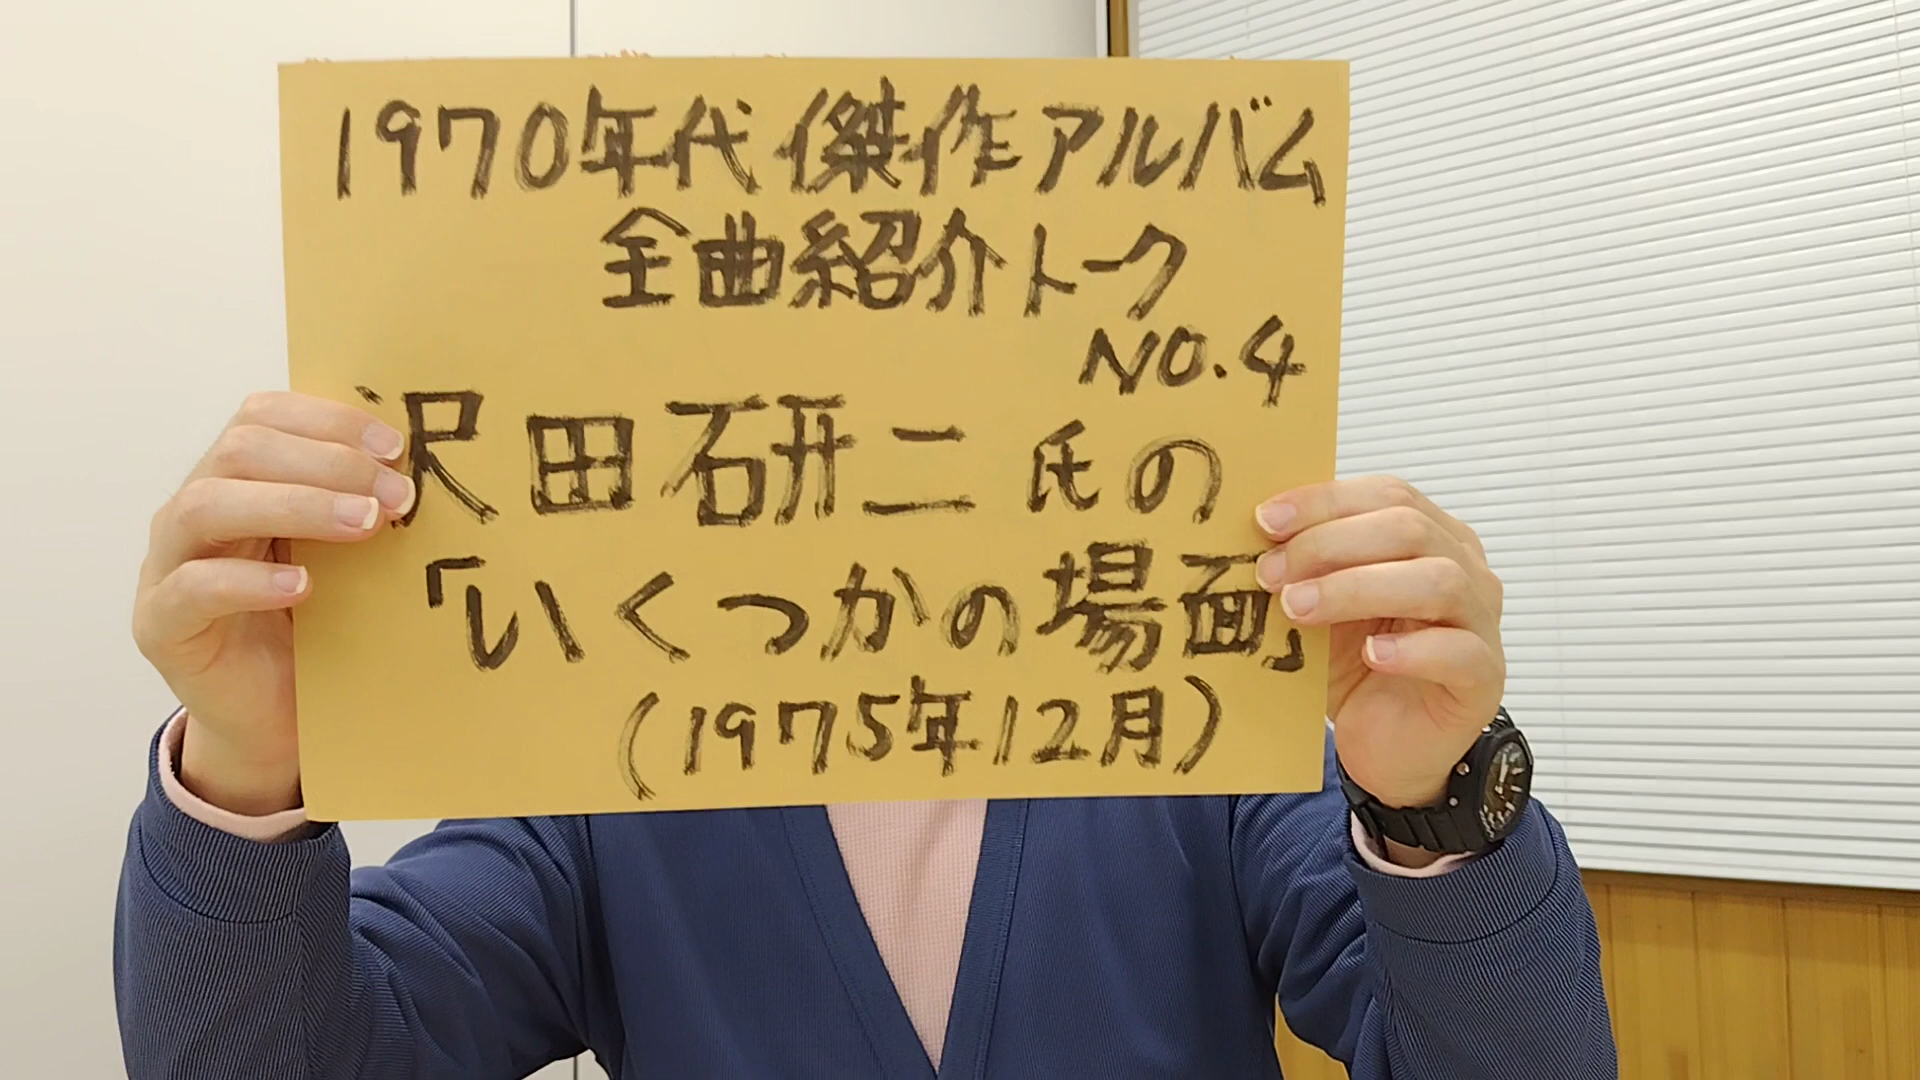 1970年代傑作アルバム
全曲紹介トーク
NO.4
沢田研二氏の
「いくつかの場面」
(1975年12月)